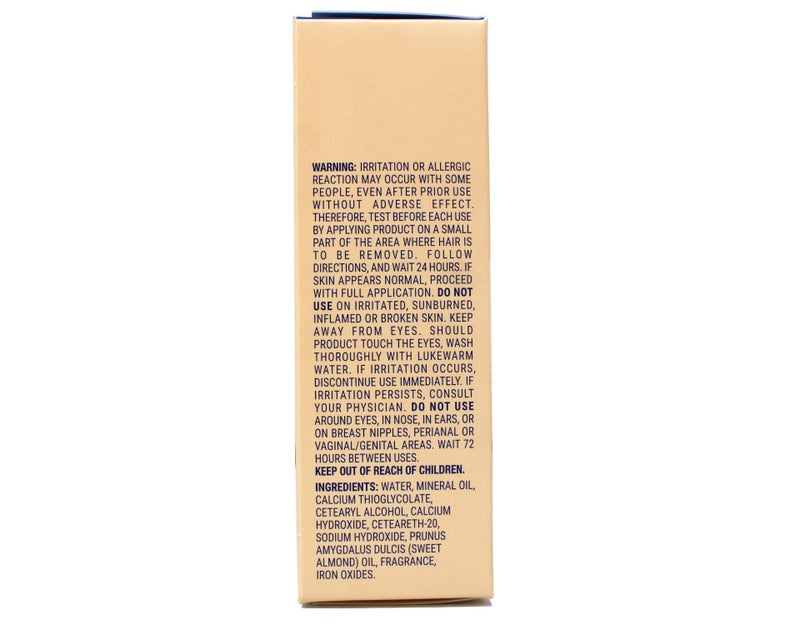 WARNING: IRRITATION OR ALLERGIC
REACTION MAY OCCUR WITH SOME
PEOPLE, EVEN AFTER PRIOR USE
WITHOUT ADVERSE EFFECT.
THEREFORE, TEST BEFORE EACH USE
BY APPLYING PRODUCT ON A SMALL
PART OF THE AREA WHERE HAIR IS
TO BE REMOVED. FOLLOW
DIRECTIONS, AND WAIT 24 HOURS. IF
SKIN APPEARS NORMAL, PROCEED
WITH FULL APPLICATION. DO NOT
USE ON IRRITATED, SUNBURNED,
INFLAMED OR BROKEN SKIN. KEEP
AWAY FROM EYES. SHOULD
PRODUCT TOUCH THE EYES, WASH
THOROUGHLY WITH LUKEWARM
WATER. IF IRRITATION OCCURS,
DISCONTINUE USE IMMEDIATELY. IF
IRRITATION PERSISTS, CONSULT
YOUR PHYSICIAN. DO NOT USE
AROUND EYES, IN NOSE, IN EARS, OR
ON BREAST NIPPLES, PERIANAL OR
VAGINAL/GENITAL AREAS. WAIT 72
HOURS BETWEEN USES.
KEEP OUT OF REACH OF CHILDREN.
INGREDIENTS: WATER, MINERAL OIL,
CALCIUM THIOGLYCOLATE,
CETEARYL ALCOHOL, CALCIUM
HYDROXIDE, CETEARETH-20,
SODIUM HYDROXIDE, PRUNUS
AMYGDALUS DULCIS (SWEET
ALMOND) OIL, FRAGRANCE,
IRON OXIDES.